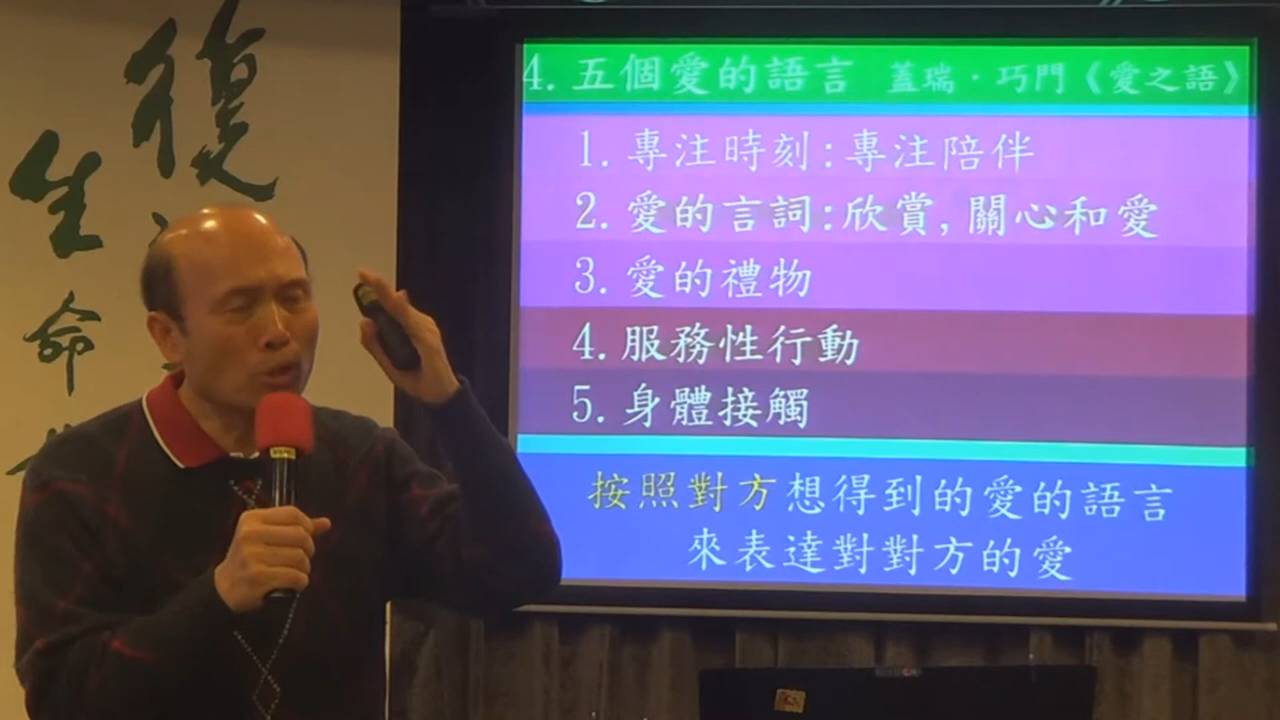 復
生命
4.五個愛的語言 蓋瑞·巧門《愛之語》
1.專注時刻:專注陪伴
2.愛的言詞:欣賞,關心和愛
3.愛的禮物
4.服務性行動
5.身體接觸
按照對方想得到的愛的語言
來表達對對方的愛